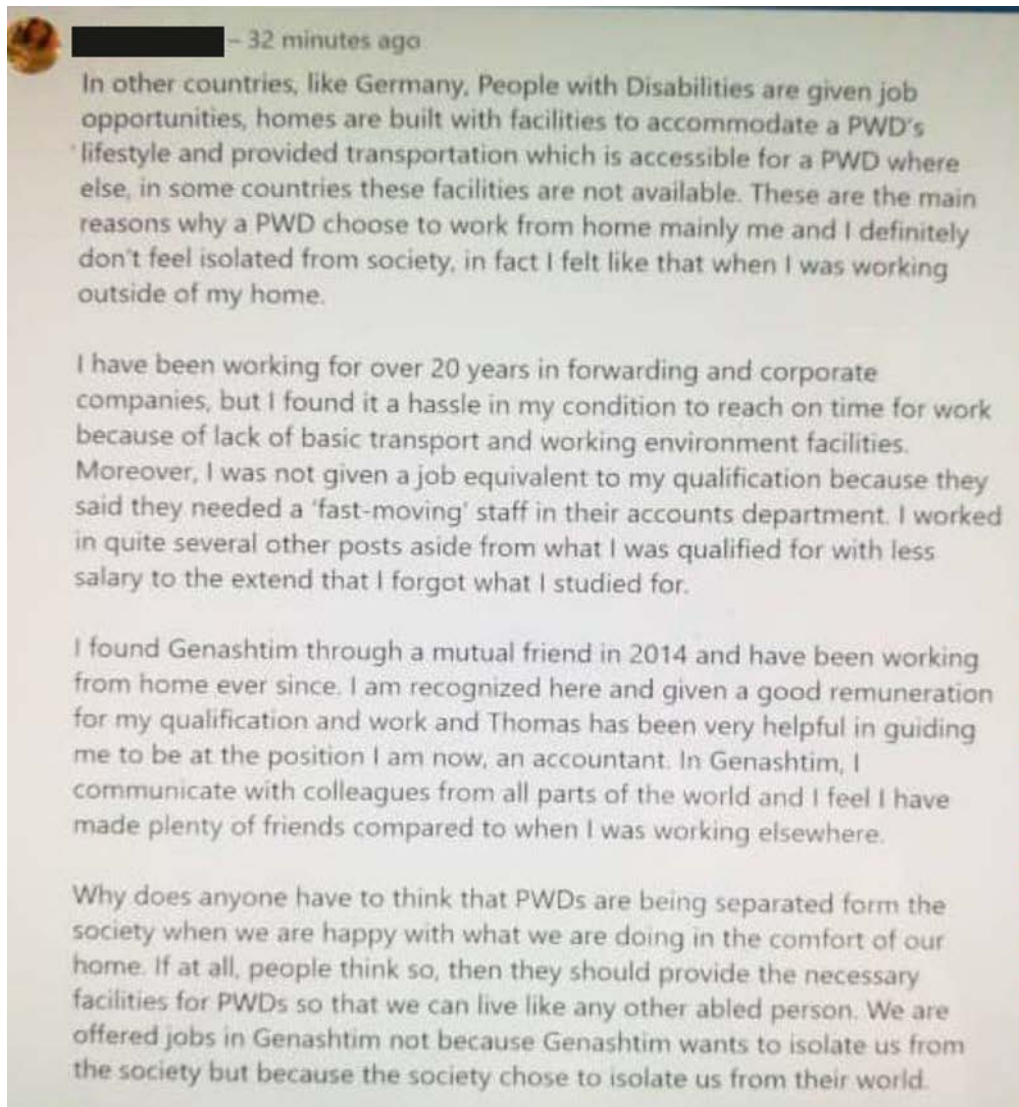 – 32 minutes ago
In other countries, like Germany, People with Disabilities are given job
opportunities, homes are built with facilities to accommodate a PWD's
lifestyle and provided transportation which is accessible for a PWD where
else, in some countries these facilities are not available. These are the main
reasons why a PWD choose to work from home mainly me and I definitely
don't feel isolated from society, in fact I felt like that when I was working
outside of my home.
I have been working for over 20 years in forwarding and corporate
companies, but I found it a hassle in my condition to reach on time for work
because of lack of basic transport and working environment facilities.
Moreover, I was not given a job equivalent to my qualification because they
said they needed a 'fast-moving' staff in their accounts department. I worked
in quite several other posts aside from what I was qualified for with less
salary to the extend that I forgot what I studied for.
I found Genashtim through a mutual friend in 2014 and have been working
from home ever since. I am recognized here and given a good remuneration
for my qualification and work and Thomas has been very helpful in guiding
me to be at the position I am now, an accountant. In Genashtim, I
communicate with colleagues from all parts of the world and I feel I have
made plenty of friends compared to when I was working elsewhere.
Why does anyone have to think that PWDs are being separated form the
society when we are happy with what we are doing in the comfort of our
home. If at all, people think so, then they should provide the necessary
facilities for PWDs so that we can live like any other abled person. We are
offered jobs in Genashtim not because Genashtim wants to isolate us from
the society but because the society chose to isolate us from their world.